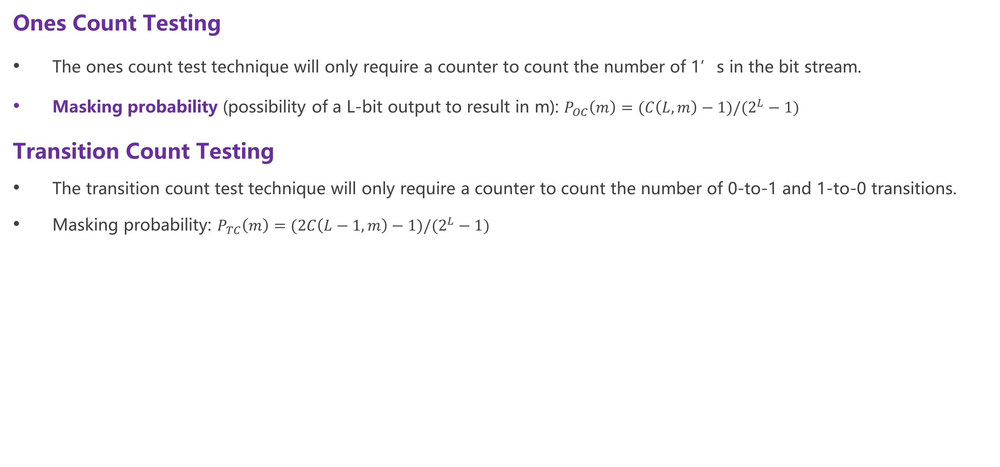 Ones Count Testing
• The ones count test technique will only require a counter to count the number of 1′ s in the bit stream.
• Masking probability (possibility of a L-bit output to result in m): $P_{OC}(m) = (C(L, m) − 1)/(2^L − 1)$
Transition Count Testing
• The transition count test technique will only require a counter to count the number of 0-to-1 and 1-to-0 transitions.
• Masking probability: $P_{TC}(m) = (2C(L − 1, m) − 1)/(2^L − 1)$